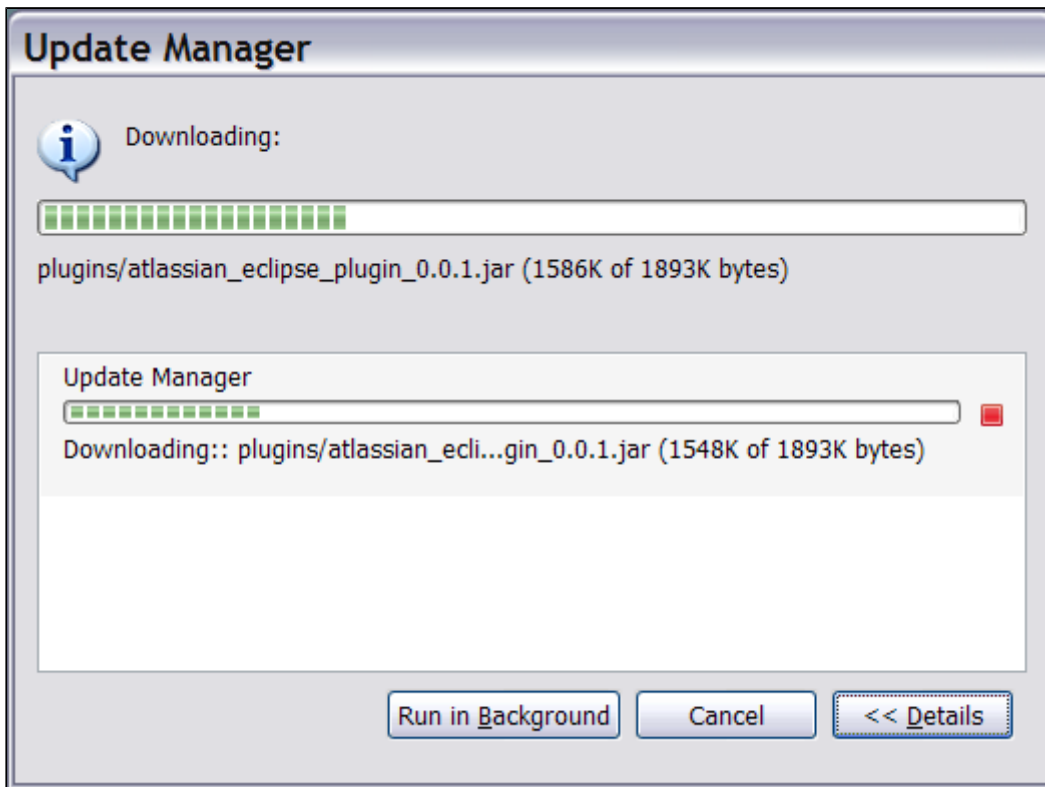 Update Manager
Downloading:
plugins/atlassian_eclipse_plugin_0.0.1.jar (1586K of 1893K bytes)
Update Manager
Downloading:: plugins/atlassian_ecli...gin_0.0.1.jar (1548K of 1893K bytes)
Run in Background Cancel << Details